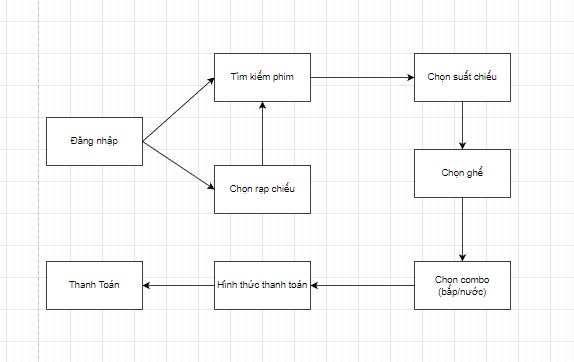 Tìm kiếm phim
Chọn suất chiếu
Đăng nhập
Chọn rạp chiếu
Chọn ghế
Thanh Toán
Hình thức thanh toán
Chọn combo
(bắp/nước)